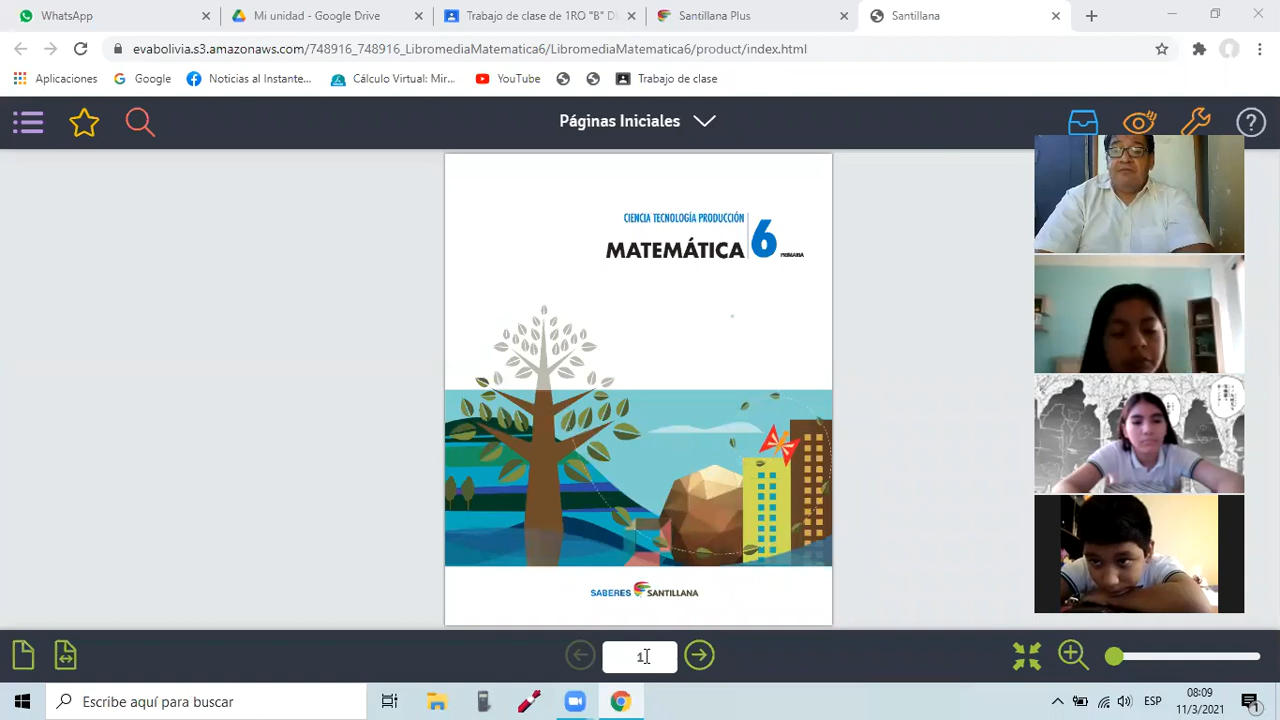 WhatsApp
Mi unidad - Google Drive
Trabajo de clase de 1RO "B" D
Santillana Plus
Santillana
evabolivia.s3.amazonaws.com/748916_748916_LibromediaMatematica6/LibromediaMatematica6/product/index.html
Aplicaciones
Google
Noticias al Instante...
Cálculo Virtual: Mir...
YouTube
Trabajo de clase
Páginas Iniciales
CIENCIA TECNOLOGÍA PRODUCCIÓN
MATEMÁTICA 6 PRIMARIA
SABERES SANTILLANA
1
Escribe aquí para buscar
ESP
08:09
11/3/2021
1